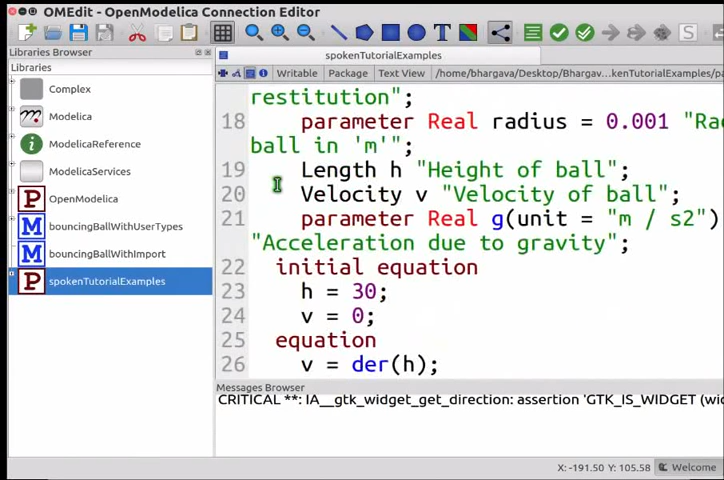 OMEdit - OpenModelica Connection Editor
T
S
Libraries Browser
Libraries
Complex
Modelica
ModelicaReference
ModelicaServices
P OpenModelica
M bouncingBallWithUserTypes
M bouncingBallWithImport
P spokenTutorialExamples
spokenTutorialExamples
Writable Package Text View /home/bhargava/Desktop/Bhargav...kenTutorialExamples/pa
restitution";
18 parameter Real radius = 0.001 "Rad
ball in 'm'";
19 Length h "Height of ball";
20 Velocity v "Velocity of ball";
21 parameter Real g(unit = "m / s2")
"Acceleration due to gravity";
22 initial equation
23 h = 30;
24 v = 0;
25 equation
26 v = der(h);
Messages Browser
CRITICAL **: IA__gtk_widget_get_direction: assertion 'GTK_IS_WIDGET (wid
X: -191.50 Y: 105.58 Welcome